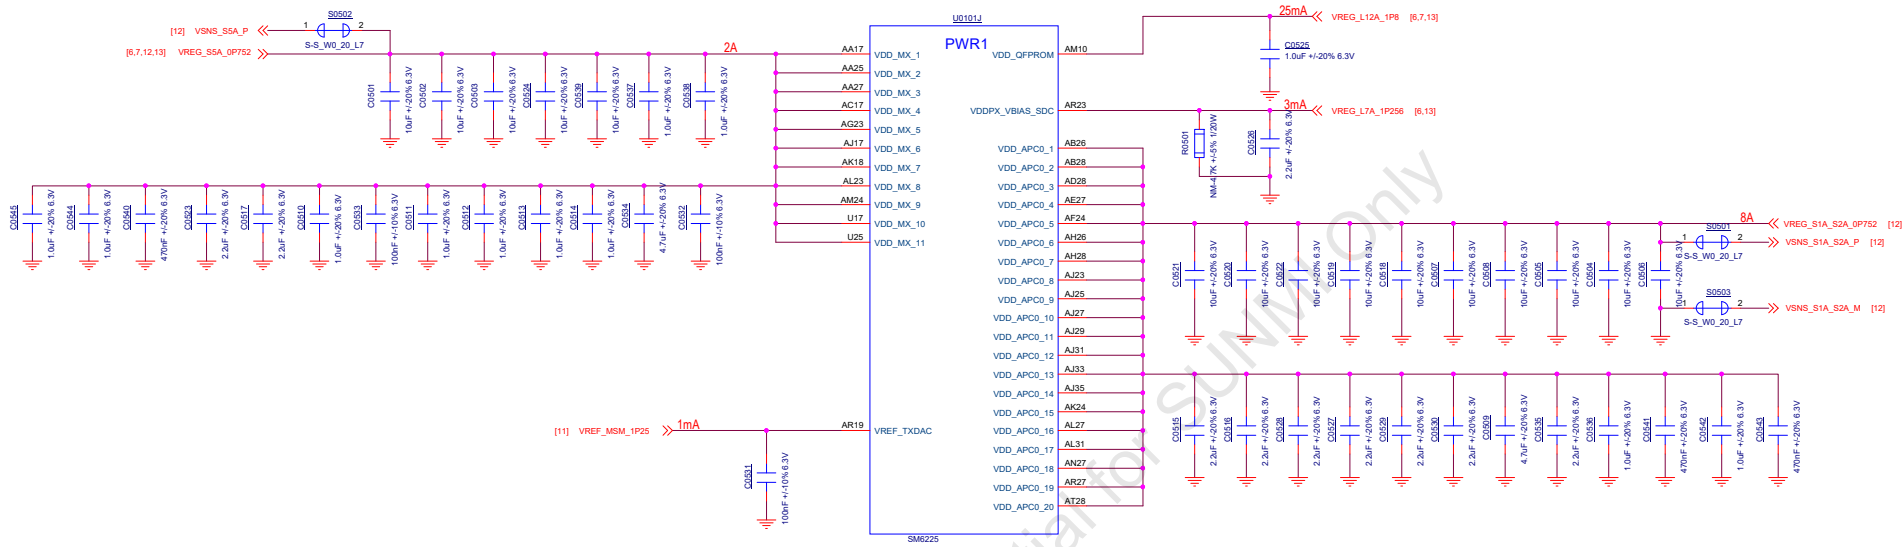 S0502
1 2
[12] VSNS_S5A_P
S-S_W0_20_L7
[6,7,12,13] VREG_S5A_0P752
2A
C0501 10uF +/-20% 6.3V
C0502 10uF +/-20% 6.3V
C0503 10uF +/-20% 6.3V
C0524 10uF +/-20% 6.3V
C0539 10uF +/-20% 6.3V
C0537 1.0uF +/-20% 6.3V
C0538 1.0uF +/-20% 6.3V
C0545 1.0uF +/-20% 6.3V
C0544 1.0uF +/-20% 6.3V
C0540 470nF +/-20% 6.3V
C0523 2.2uF +/-20% 6.3V
C0517 2.2uF +/-20% 6.3V
C0510 1.0uF +/-20% 6.3V
C0533 100nF +/-10% 6.3V
C0511 1.0uF +/-20% 6.3V
C0512 1.0uF +/-20% 6.3V
C0513 1.0uF +/-20% 6.3V
C0514 1.0uF +/-20% 6.3V
C0534 4.7uF +/-20% 6.3V
C0532 100nF +/-10% 6.3V
[11] VREF_MSM_1P25
1mA
C0531 100nF +/-10% 6.3V
U0101J
PWR1
AA17 VDD_MX_1
AA25 VDD_MX_2
AA27 VDD_MX_3
AC17 VDD_MX_4
AG23 VDD_MX_5
AJ17 VDD_MX_6
AK18 VDD_MX_7
AL23 VDD_MX_8
AM24 VDD_MX_9
U17 VDD_MX_10
U25 VDD_MX_11
AR19 VREF_TXDAC
VDD_QFPROM AM10
VDDPX_VBIAS_SDC AR23
VDD_APC0_1 AB26
VDD_APC0_2 AB28
VDD_APC0_3 AD28
VDD_APC0_4 AE27
VDD_APC0_5 AF24
VDD_APC0_6 AH26
VDD_APC0_7 AH28
VDD_APC0_8 AJ23
VDD_APC0_9 AJ25
VDD_APC0_10 AJ27
VDD_APC0_11 AJ29
VDD_APC0_12 AJ31
VDD_APC0_13 AJ33
VDD_APC0_14 AJ35
VDD_APC0_15 AK24
VDD_APC0_16 AL27
VDD_APC0_17 AL31
VDD_APC0_18 AN27
VDD_APC0_19 AR27
VDD_APC0_20 AT28
SM6225
25mA
VREG_L12A_1P8 [6,7,13]
C0525
1.0uF +/-20% 6.3V
3mA
VREG_L7A_1P256 [6,13]
R0501 NM-4.7K +/-5% 1/20W
C0526 2.2uF +/-20% 6.3V
8A
VREG_S1A_S2A_0P752 [12]
S0501
1 2
VSNS_S1A_S2A_P [12]
S-S_W0_20_L7
S0503
1 2
VSNS_S1A_S2A_M [12]
S-S_W0_20_L7
C0521 10uF +/-20% 6.3V
C0520 10uF +/-20% 6.3V
C0522 10uF +/-20% 6.3V
C0519 10uF +/-20% 6.3V
C0518 10uF +/-20% 6.3V
C0507 10uF +/-20% 6.3V
C0508 10uF +/-20% 6.3V
C0505 10uF +/-20% 6.3V
C0504 10uF +/-20% 6.3V
C0506 10uF +/-20% 6.3V
C0515 2.2uF +/-20% 6.3V
C0516 2.2uF +/-20% 6.3V
C0528 2.2uF +/-20% 6.3V
C0527 2.2uF +/-20% 6.3V
C0529 2.2uF +/-20% 6.3V
C0530 2.2uF +/-20% 6.3V
C0509 4.7uF +/-20% 6.3V
C0535 2.2uF +/-20% 6.3V
C0536 1.0uF +/-20% 6.3V
C0541 470nF +/-20% 6.3V
C0542 1.0uF +/-20% 6.3V
C0543 470nF +/-20% 6.3V
for SUNMI Only